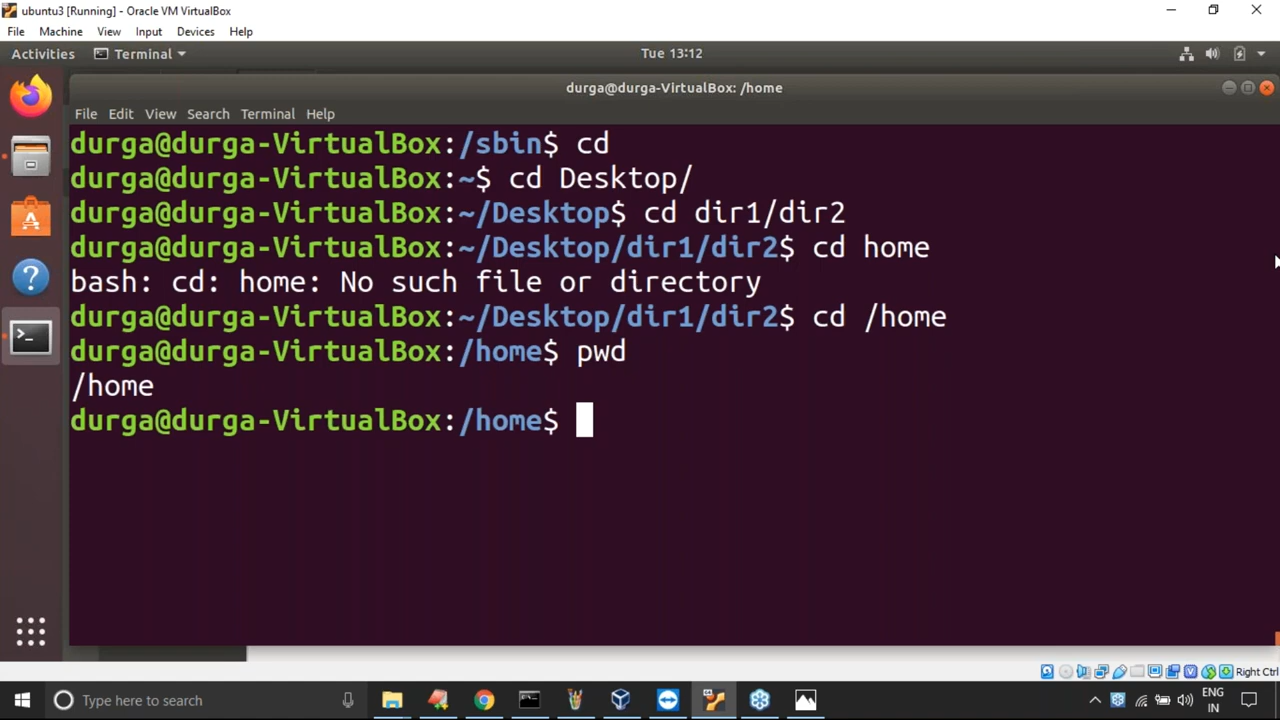 ubuntu3 [Running] - Oracle VM VirtualBox
File Machine View Input Devices Help
Activities Terminal Tue 13:12
durga@durga-VirtualBox: /home
File Edit View Search Terminal Help
durga@durga-VirtualBox:/sbin$ cd
durga@durga-VirtualBox:~$ cd Desktop/
durga@durga-VirtualBox:~/Desktop$ cd dir1/dir2
durga@durga-VirtualBox:~/Desktop/dir1/dir2$ cd home
bash: cd: home: No such file or directory
durga@durga-VirtualBox:~/Desktop/dir1/dir2$ cd /home
durga@durga-VirtualBox:/home$ pwd
/home
durga@durga-VirtualBox:/home$
Right Ctrl
Type here to search
ENG
IN